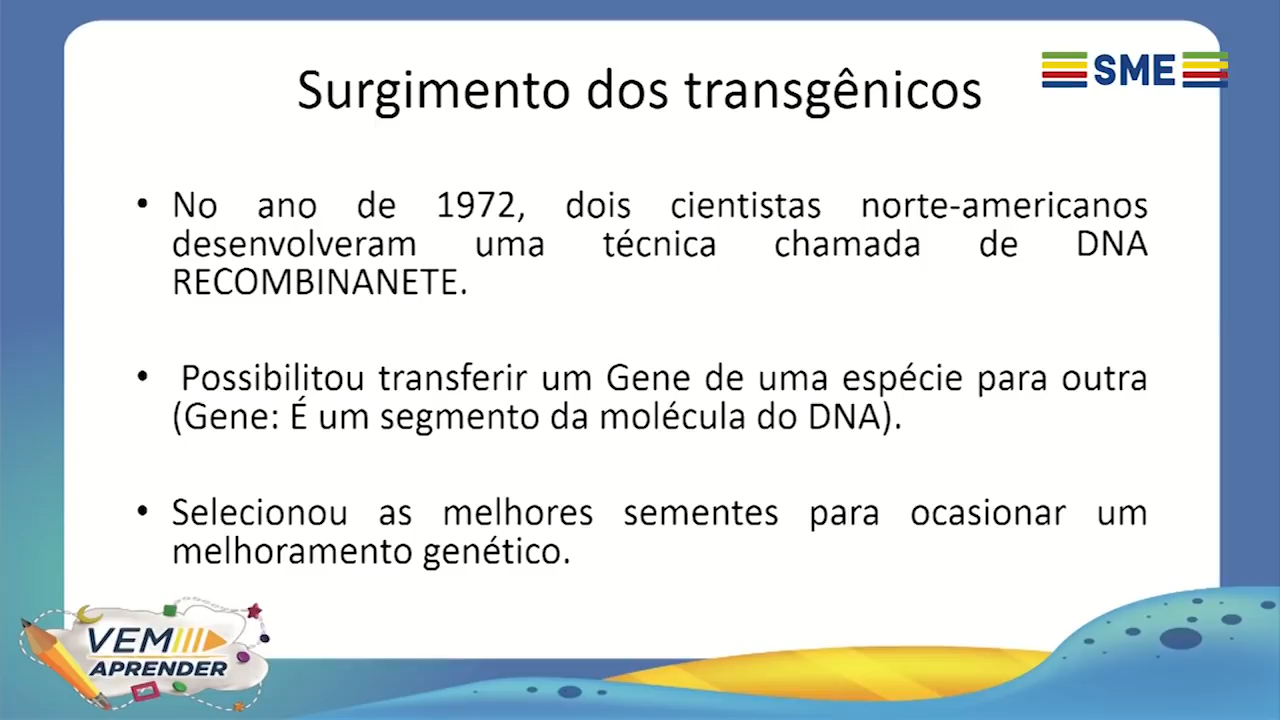 Surgimento dos transgênicos
SME
• No ano de 1972, dois cientistas norte-americanos
desenvolveram uma técnica chamada de DNA
RECOMBINANETE.
• Possibilitou transferir um Gene de uma espécie para outra
(Gene: É um segmento da molécula do DNA).
• Selecionou as melhores sementes para ocasionar um
melhoramento genético.
VEM
APRENDER